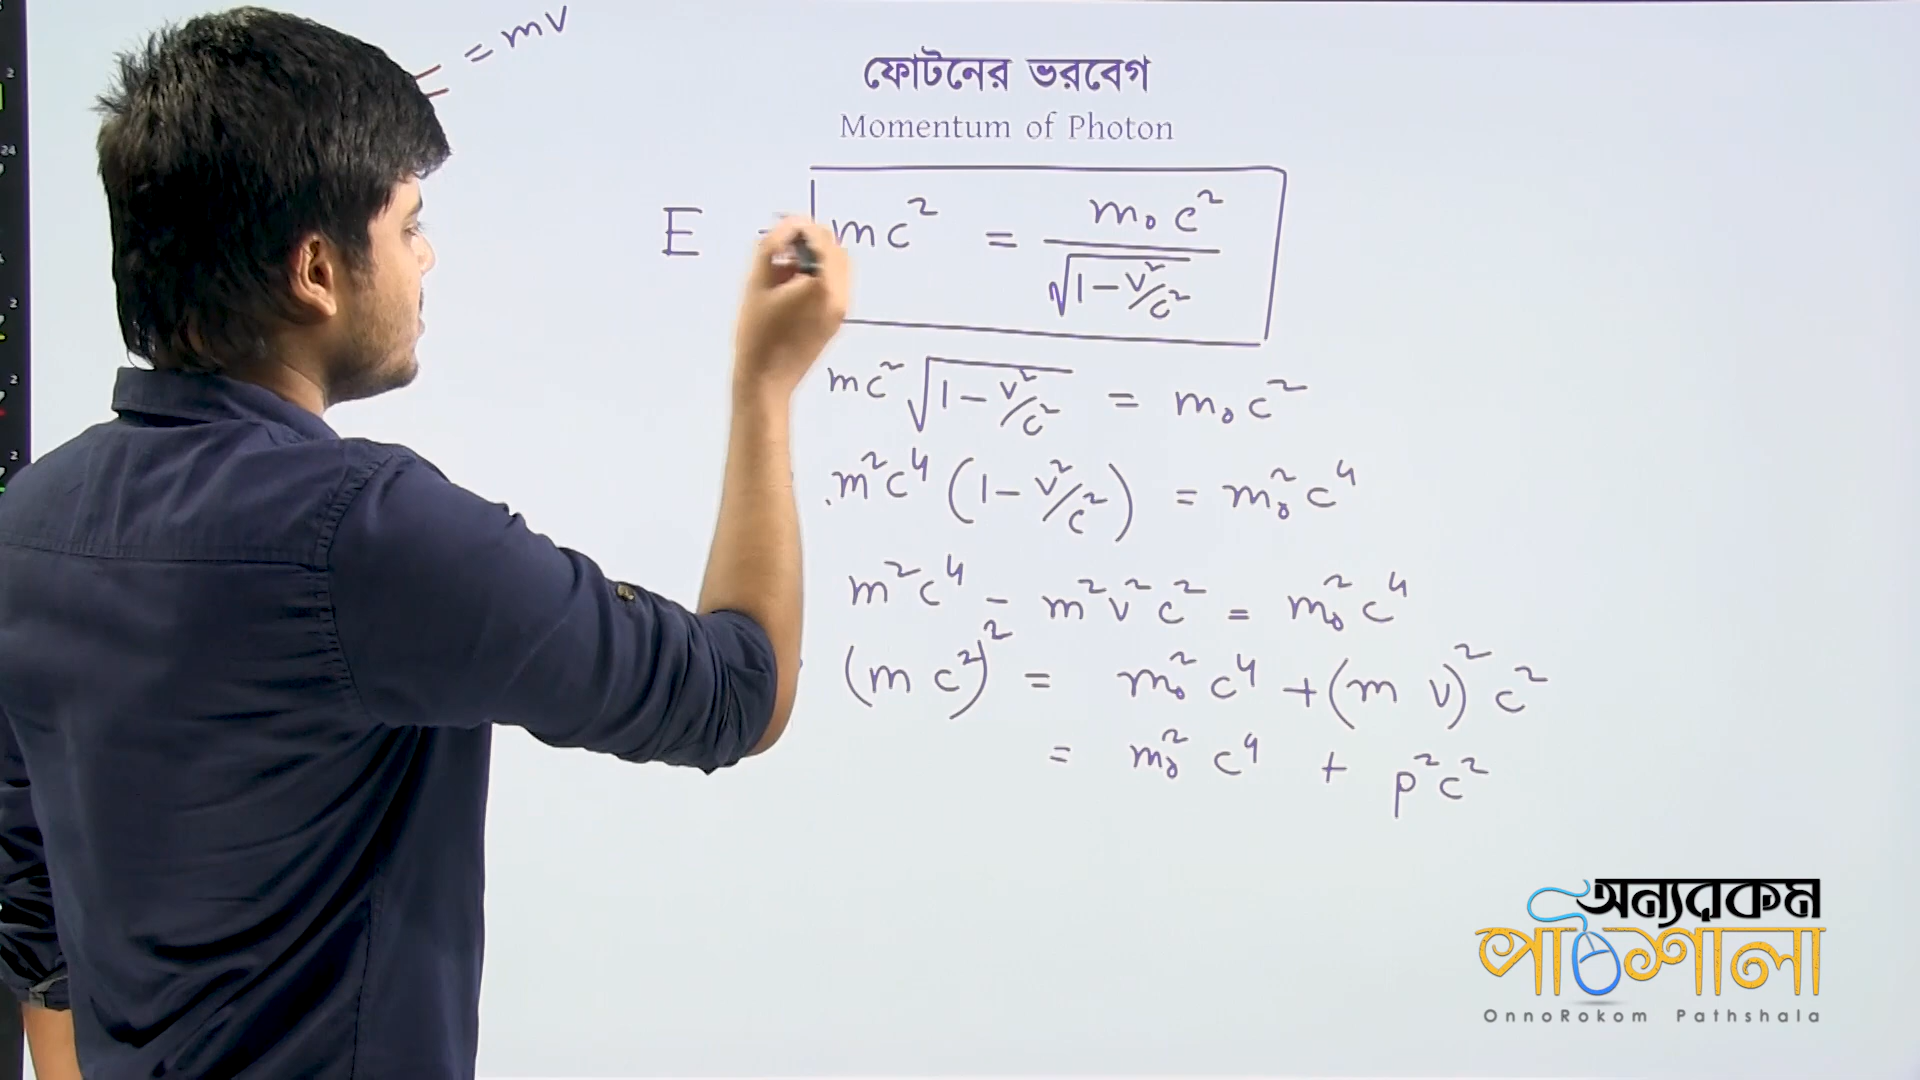 = mv
ফোটনের ভরবেগ
Momentum of Photon
E = mc² = m₀c² / √(1 - v²/c²)
mc² √(1 - v²/c²) = m₀c²
m²c⁴ (1 - v²/c²) = m₀²c⁴
m²c⁴ - m²v²c² = m₀²c⁴
(mc²)² = m₀²c⁴ + (mv)²c²
= m₀²c⁴ + p²c²
অন্যরকম
পাঠশালা
OnnoRokom Pathshala